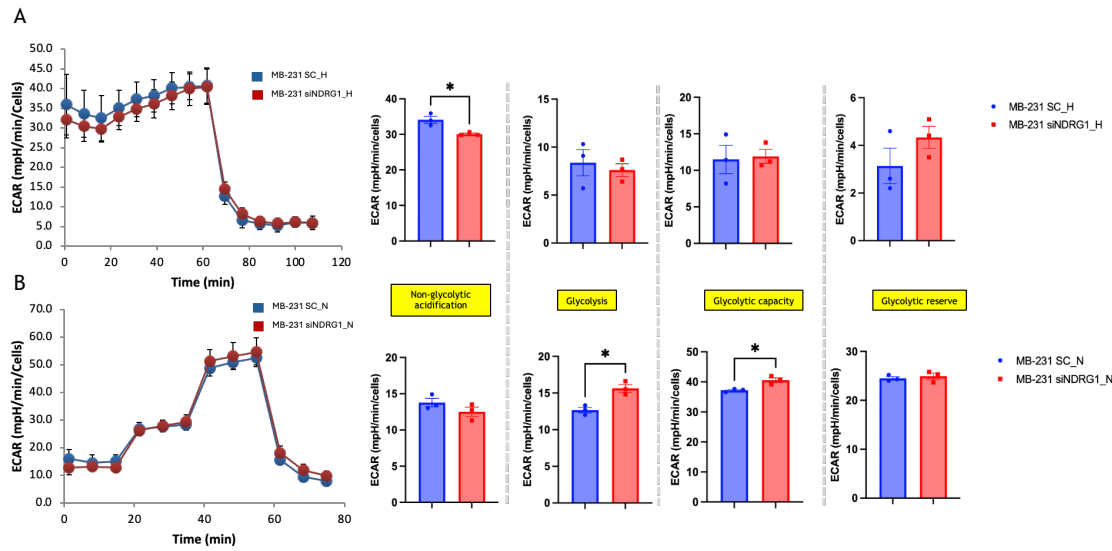 A
50.0
45.0
40.0
35.0
30.0
25.0
20.0
15.0
10.0
5.0
0.0
ECAR (mpH/min/Cells)
0 20 40 60 80 100 120
Time (min)
MB-231 SC_H
MB-231 siNDRG1_H
ECAR (mpH/min/cells)
50
40
30
20
10
0
*
ECAR (mpH/min/cells)
15
10
5
0
ECAR (mpH/min/cells)
15
10
5
0
ECAR (mpH/min/cells)
6
4
2
0
MB-231 SC_H
MB-231 siNDRG1_H
Non-glycolytic
acidification
Glycolysis
Glycolytic capacity
Glycolytic reserve
B
70.0
60.0
50.0
40.0
30.0
20.0
10.0
0.0
ECAR (mpH/min/Cells)
0 20 40 60 80
Time (min)
MB-231 SC_N
MB-231 siNDRG1_N
ECAR (mpH/min/cells)
20
15
10
5
0
ECAR (mpH/min/cells)
20
15
10
5
0
*
ECAR (mpH/min/cells)
50
40
30
20
10
0
*
ECAR (mpH/min/cells)
30
20
10
0
MB-231 SC_N
MB-231 siNDRG1_N